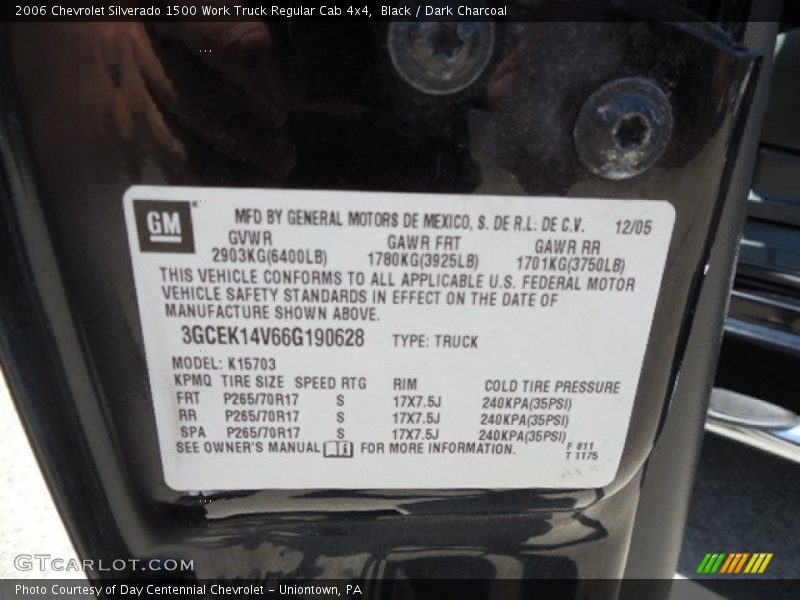 2006 Chevrolet Silverado 1500 Work Truck Regular Cab 4x4,  Black / Dark Charcoal
GM
MFD BY GENERAL MOTORS DE MEXICO, S. DE R.L. DE C.V. 12/05
GVWR GAWR FRT GAWR RR
2903KG(6400LB) 1780KG(3925LB) 1701KG(3750LB)
THIS VEHICLE CONFORMS TO ALL APPLICABLE U.S. FEDERAL MOTOR
VEHICLE SAFETY STANDARDS IN EFFECT ON THE DATE OF
MANUFACTURE SHOWN ABOVE.
3GCEK14V66G190628 TYPE: TRUCK
MODEL: K15703
KPMQ TIRE SIZE SPEED RTG RIM COLD TIRE PRESSURE
FRT P265/70R17 S 17X7.5J 240KPA(35PSI)
RR P265/70R17 S 17X7.5J 240KPA(35PSI)
SPA P265/70R17 S 17X7.5J 240KPA(35PSI)
SEE OWNER'S MANUAL FOR MORE INFORMATION.
F 811
T 1175
GTCARLOT.COM
Photo Courtesy of Day Centennial Chevrolet - Uniontown, PA